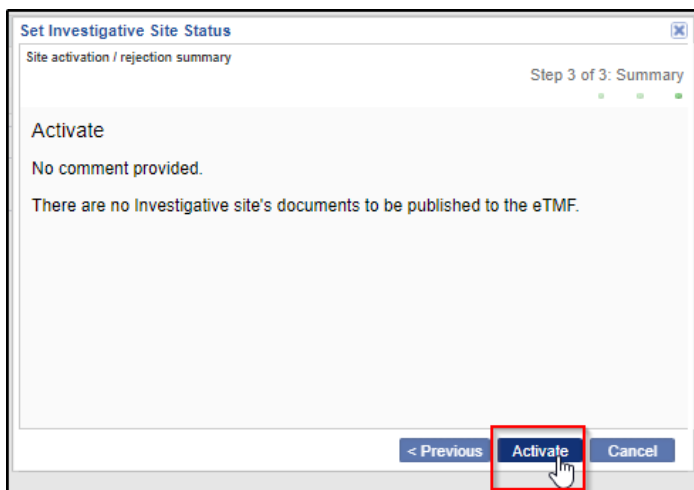 Set Investigative Site Status
Site activation / rejection summary
Step 3 of 3: Summary
Activate
No comment provided.
There are no Investigative site's documents to be published to the eTMF.
< Previous
Activate
Cancel